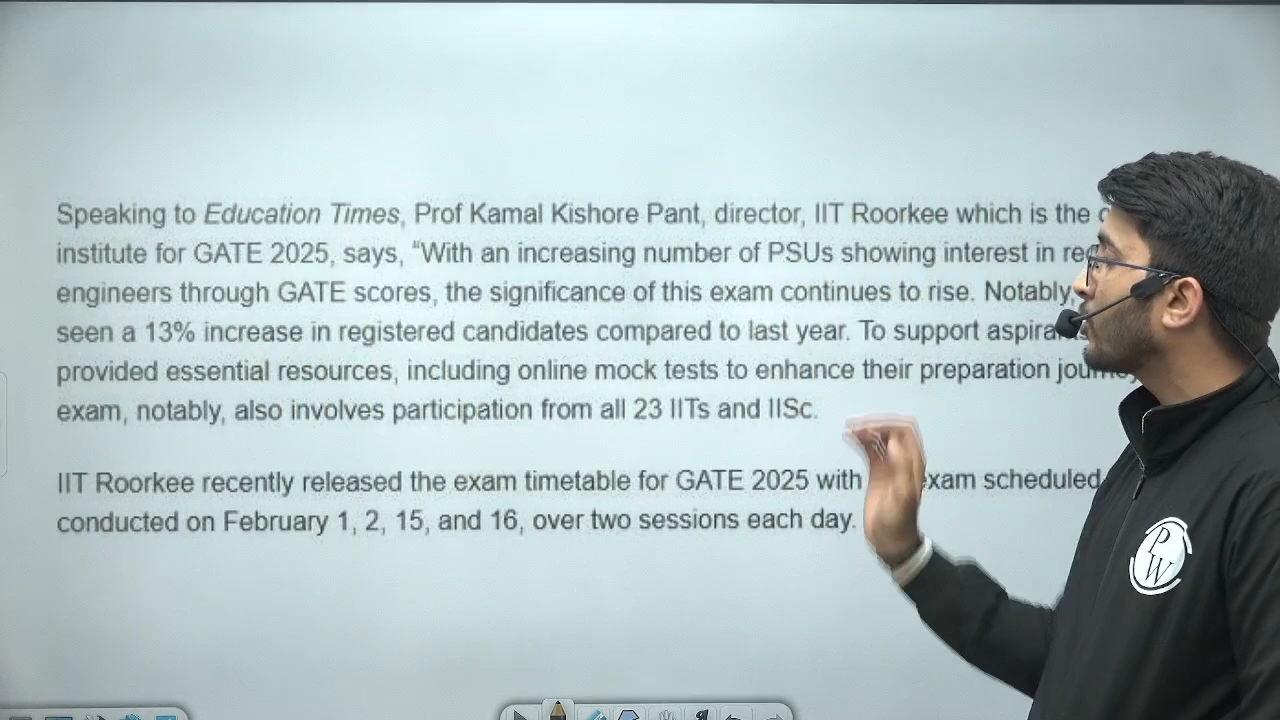 Speaking to Education Times, Prof Kamal Kishore Pant, director, IIT Roorkee which is the
institute for GATE 2025, says, “With an increasing number of PSUs showing interest in
engineers through GATE scores, the significance of this exam continues to rise. Notably,
seen a 13% increase in registered candidates compared to last year. To support
provided essential resources, including online mock tests to enhance their preparation
exam, notably, also involves participation from all 23 IITs and IISc.
IIT Roorkee recently released the exam timetable for GATE 2025 with exam scheduled
conducted on February 1, 2, 15, and 16, over two sessions each day.
PW